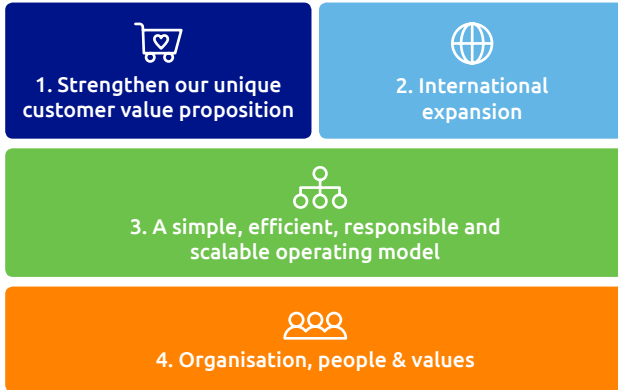 1. Strengthen our unique
customer value proposition
2. International
expansion
3. A simple, efficient, responsible and
scalable operating model
4. Organisation, people & values